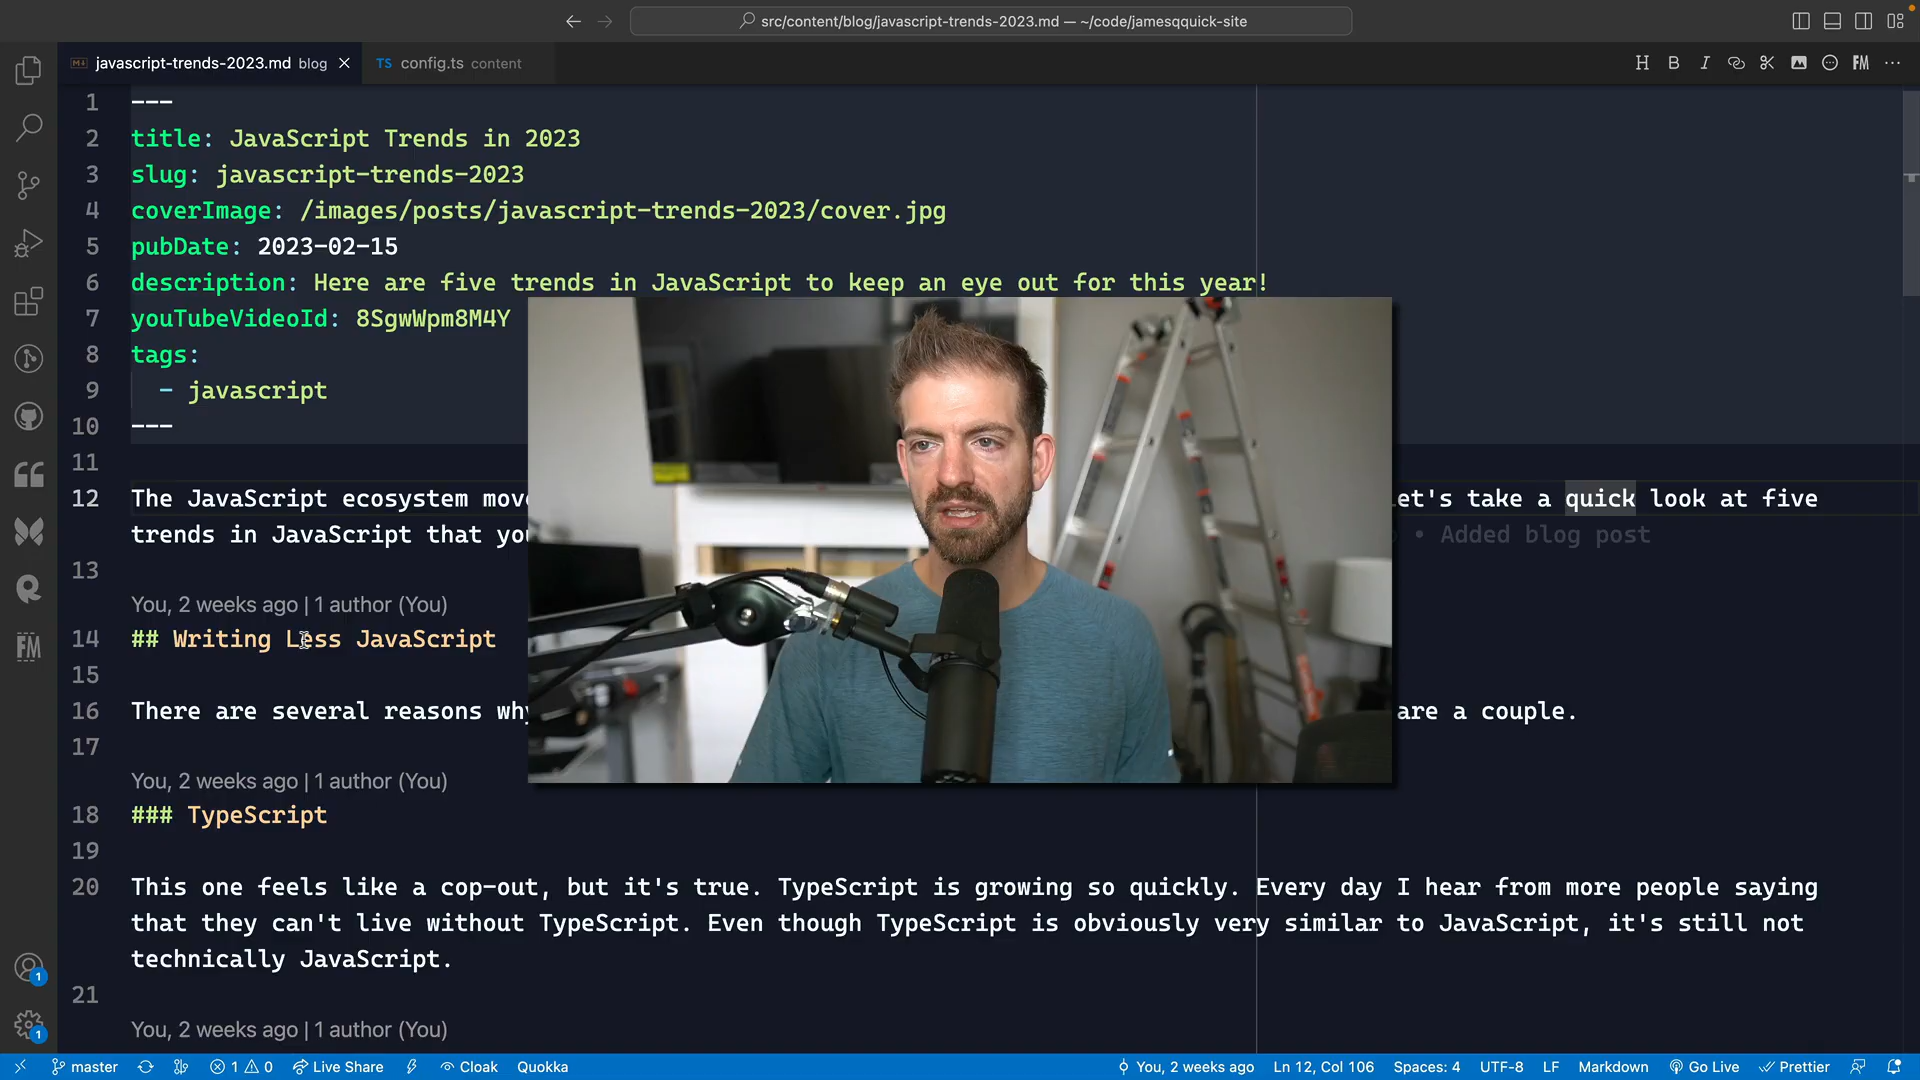 src/content/blog/javascript-trends-2023.md — ~/code/jamesqquick-site
javascript-trends-2023.md blog
TS config.ts content
H B I FM ...
1 ---
2 title: JavaScript Trends in 2023
3 slug: javascript-trends-2023
4 coverImage: /images/posts/javascript-trends-2023/cover.jpg
5 pubDate: 2023-02-15
6 description: Here are five trends in JavaScript to keep an eye out for this year!
7 youTubeVideoId: 8SgwWpm8M4Y
8 tags:
9 - javascript
10 ---
11
12 The JavaScript ecosystem let's take a quick look at five
trends in JavaScript that • Added blog post
13
You, 2 weeks ago | 1 author (You)
14 ## Writing Less JavaScript
15
16 There are several reasons are a couple.
17
You, 2 weeks ago | 1 author (You)
18 ### TypeScript
19
20 This one feels like a cop-out, but it's true. TypeScript is growing so quickly. Every day I hear from more people saying
that they can't live without TypeScript. Even though TypeScript is obviously very similar to JavaScript, it's still not
technically JavaScript.
21
You, 2 weeks ago | 1 author (You)
FM
1
1
master 1 0 Live Share Cloak Quokka You, 2 weeks ago Ln 12, Col 106 Spaces: 4 UTF-8 LF Markdown Go Live Prettier